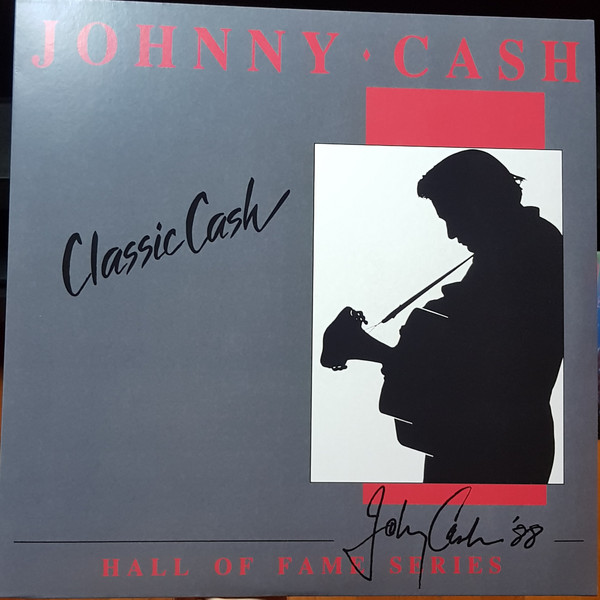 JOHNNY · CASH
Classic Cash
Johnny Cash '88
HALL OF FAME SERIES